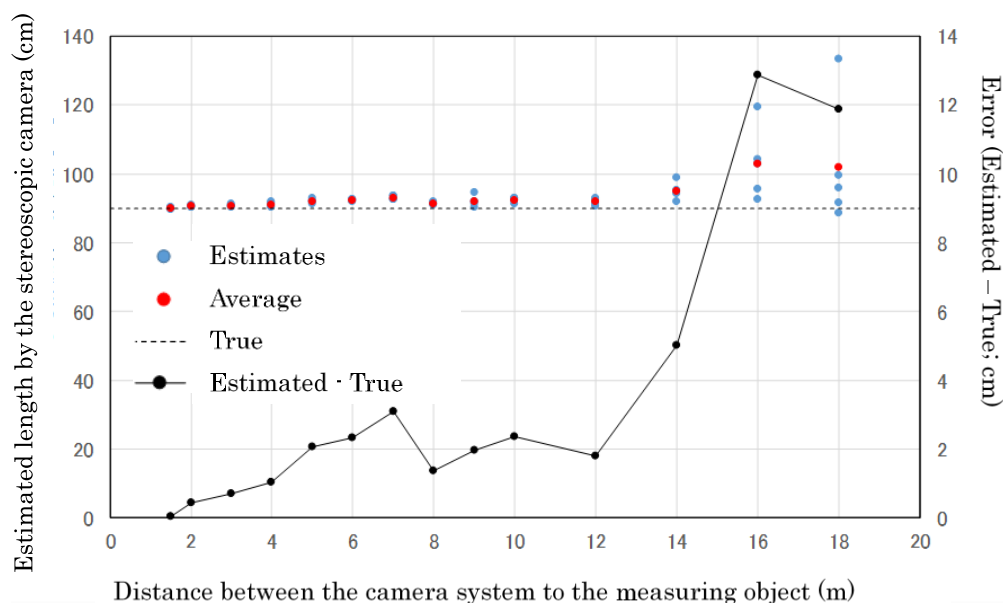 Estimated length by the stereoscopic camera (cm)
140
120
100
80
60
40
20
0
Estimates
Average
True
Estimated - True
14
12
10
8
6
4
2
0
Error (Estimated – True; cm)
0 2 4 6 8 10 12 14 16 18 20
Distance between the camera system to the measuring object (m)